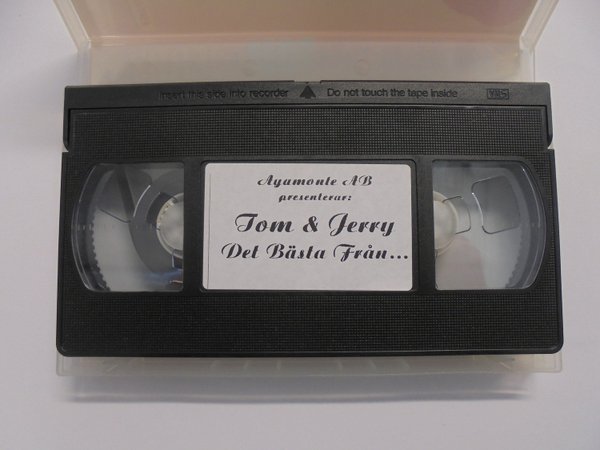 Insert this side into recorder Do not touch the tape inside VHS
Ayamonte AB
presenterar:
Tom & Jerry
Det Bästa Från...